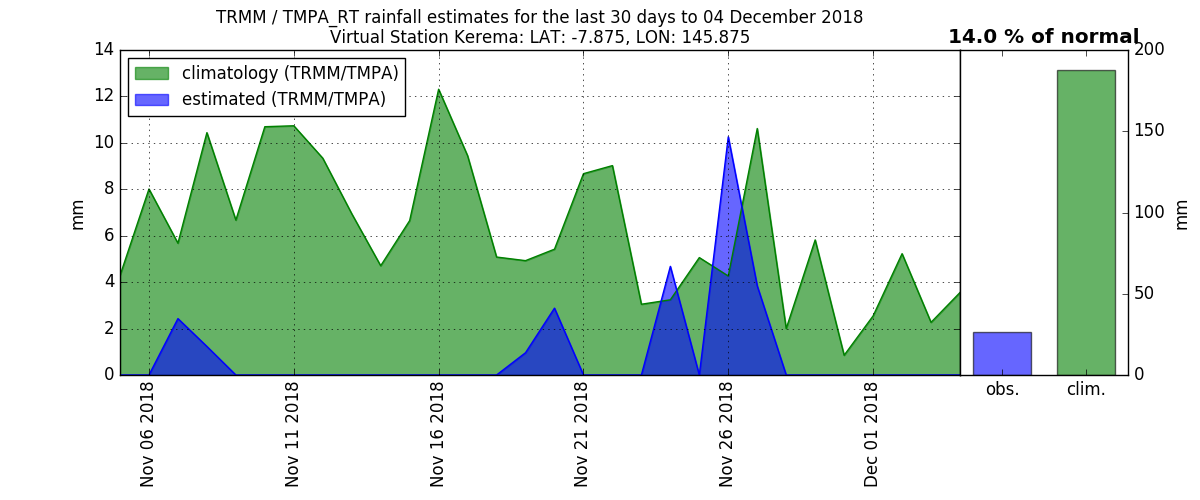 TRMM / TMPA_RT rainfall estimates for the last 30 days to 04 December 2018
Virtual Station Kerema: LAT: -7.875, LON: 145.875
14.0 % of normal
climatology (TRMM/TMPA)
estimated (TRMM/TMPA)
mm
14
12
10
8
6
4
2
0
Nov 06 2018
Nov 11 2018
Nov 16 2018
Nov 21 2018
Nov 26 2018
Dec 01 2018
obs.
clim.
200
150
100
50
0
mm